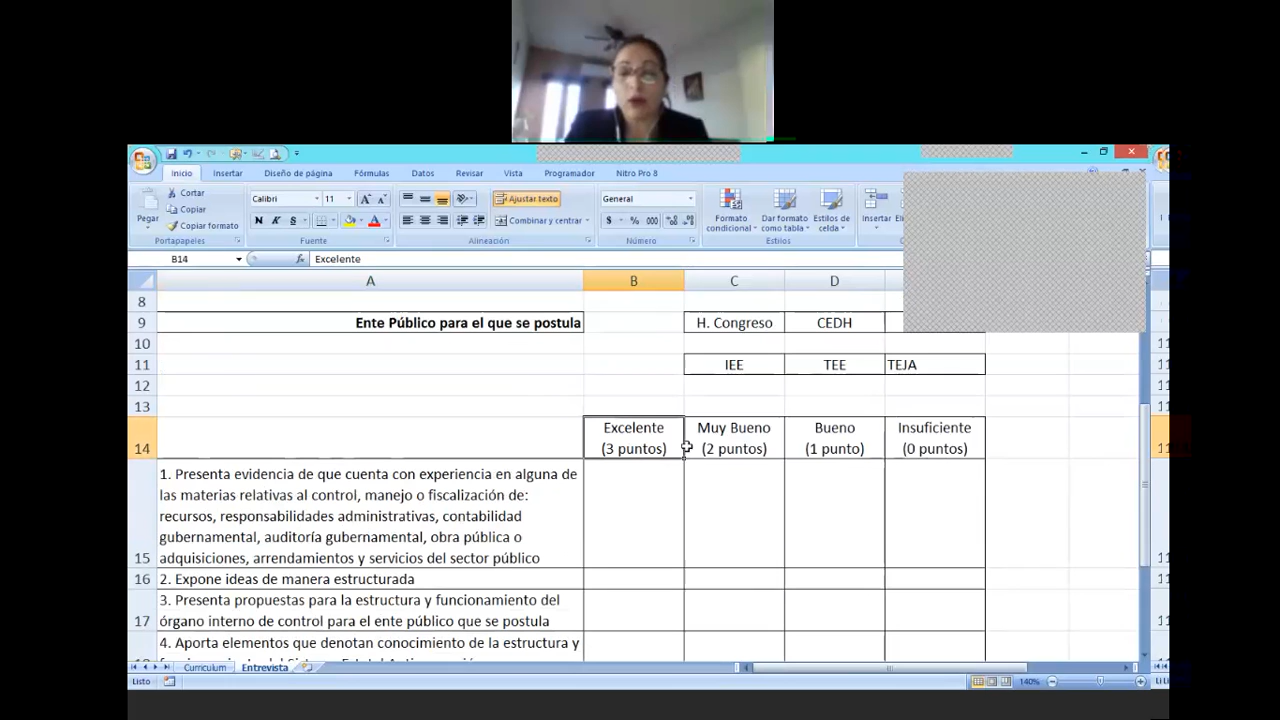 Inicio Insertar Diseño de página Fórmulas Datos Revisar Vista Programador Nitro Pro 8
Pegar
Cortar
Copiar
Copiar formato
Portapapeles
Calibri 11
N K S
Fuente
Ajustar texto
Combinar y centrar
Alineación
General
$ % 000
Número
Formato condicional
Dar formato como tabla
Estilos de celda
Estilos
Insertar
B14 fx Excelente
A B C D
8
9 Ente Público para el que se postula H. Congreso CEDH
10
11 IEE TEE TEJA
12
13
Excelente Muy Bueno Bueno Insuficiente
14 (3 puntos) (2 puntos) (1 punto) (0 puntos)
1. Presenta evidencia de que cuenta con experiencia en alguna de
las materias relativas al control, manejo o fiscalización de:
recursos, responsabilidades administrativas, contabilidad
gubernamental, auditoría gubernamental, obra pública o
15 adquisiciones, arrendamientos y servicios del sector público
16 2. Expone ideas de manera estructurada
3. Presenta propuestas para la estructura y funcionamiento del
17 órgano interno de control para el ente público que se postula
4. Aporta elementos que denotan conocimiento de la estructura y
Curriculum Entrevista
Listo 140%